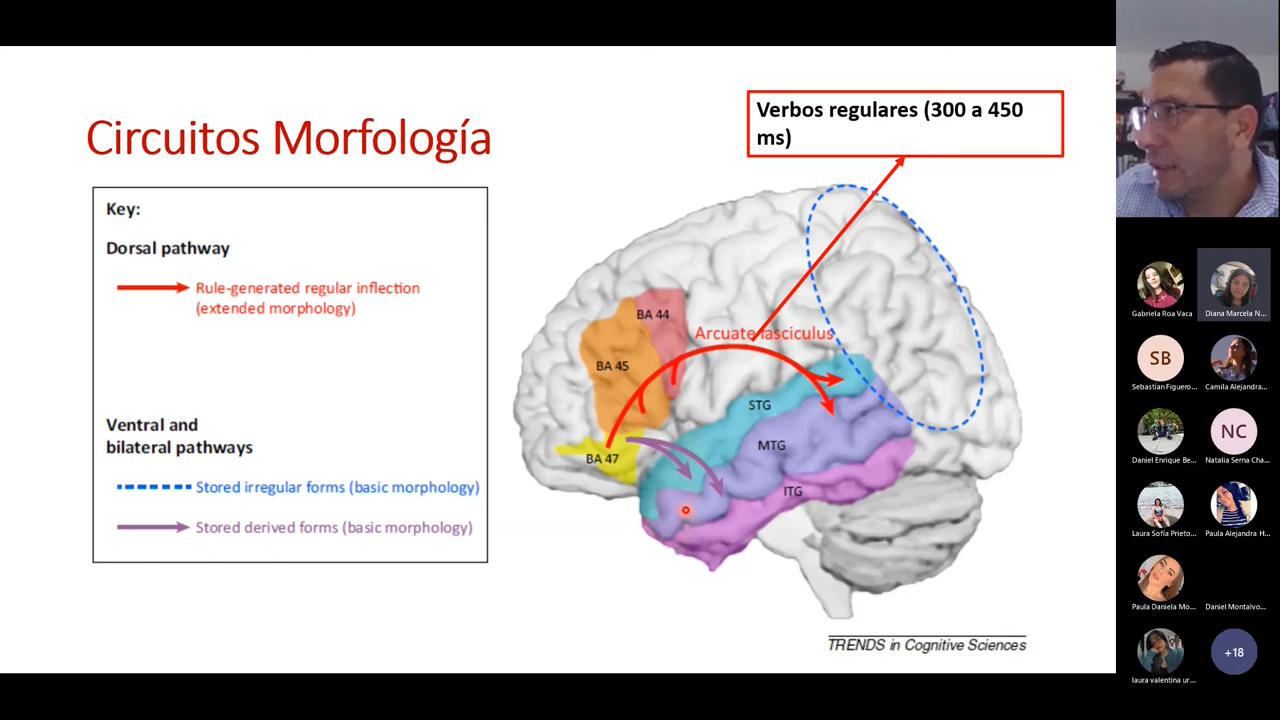 Circuitos Morfología
Verbos regulares (300 a 450
ms)
Key:
Dorsal pathway
Rule-generated regular inflection
(extended morphology)
Ventral and
bilateral pathways
Stored irregular forms (basic morphology)
Stored derived forms (basic morphology)
BA 44
Arcuate fasciculus
BA 45
STG
BA 47
MTG
ITG
TRENDS in Cognitive Sciences
Gabriela Roa Vaca
Diana Marcela N...
SB
Sebastian Figuero...
Camila Alejandra...
NC
Daniel Enrique Be...
Natalia Serna Cha...
Laura Sofía Prieto...
Paula Alejandra H...
Paula Daniela Mo...
Daniel Montalvo...
+18
laura valentina ur...